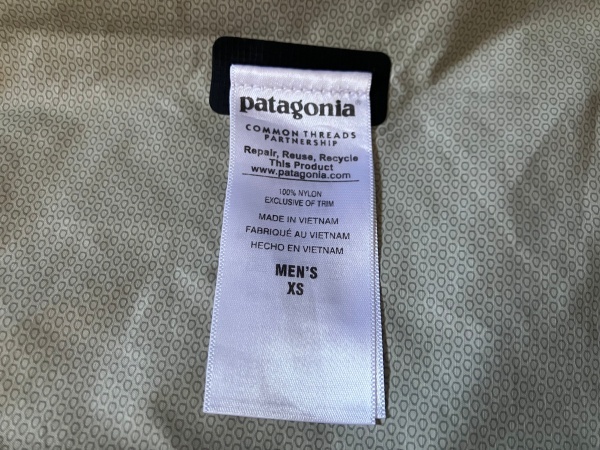 patagonia
COMMON THREADS
PARTNERSHIP
Repair, Reuse, Recycle
This Product
www.patagonia.com
100% NYLON
EXCLUSIVE OF TRIM
MADE IN VIETNAM
FABRIQUÉ AU VIETNAM
HECHO EN VIETNAM
MEN'S
XS